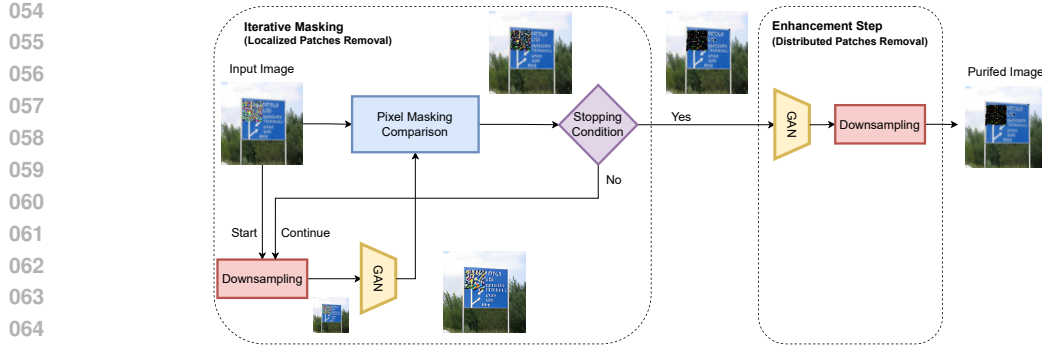 054
055
056
057
058
059
060
061
062
063
064
Iterative Masking
(Localized Patches Removal)
Input Image
Pixel Masking
Comparison
Stopping
Condition
Yes
No
Start
Continue
Downsampling
GAN
Enhancement Step
(Distributed Patches Removal)
GAN
Downsampling
Purifed Image